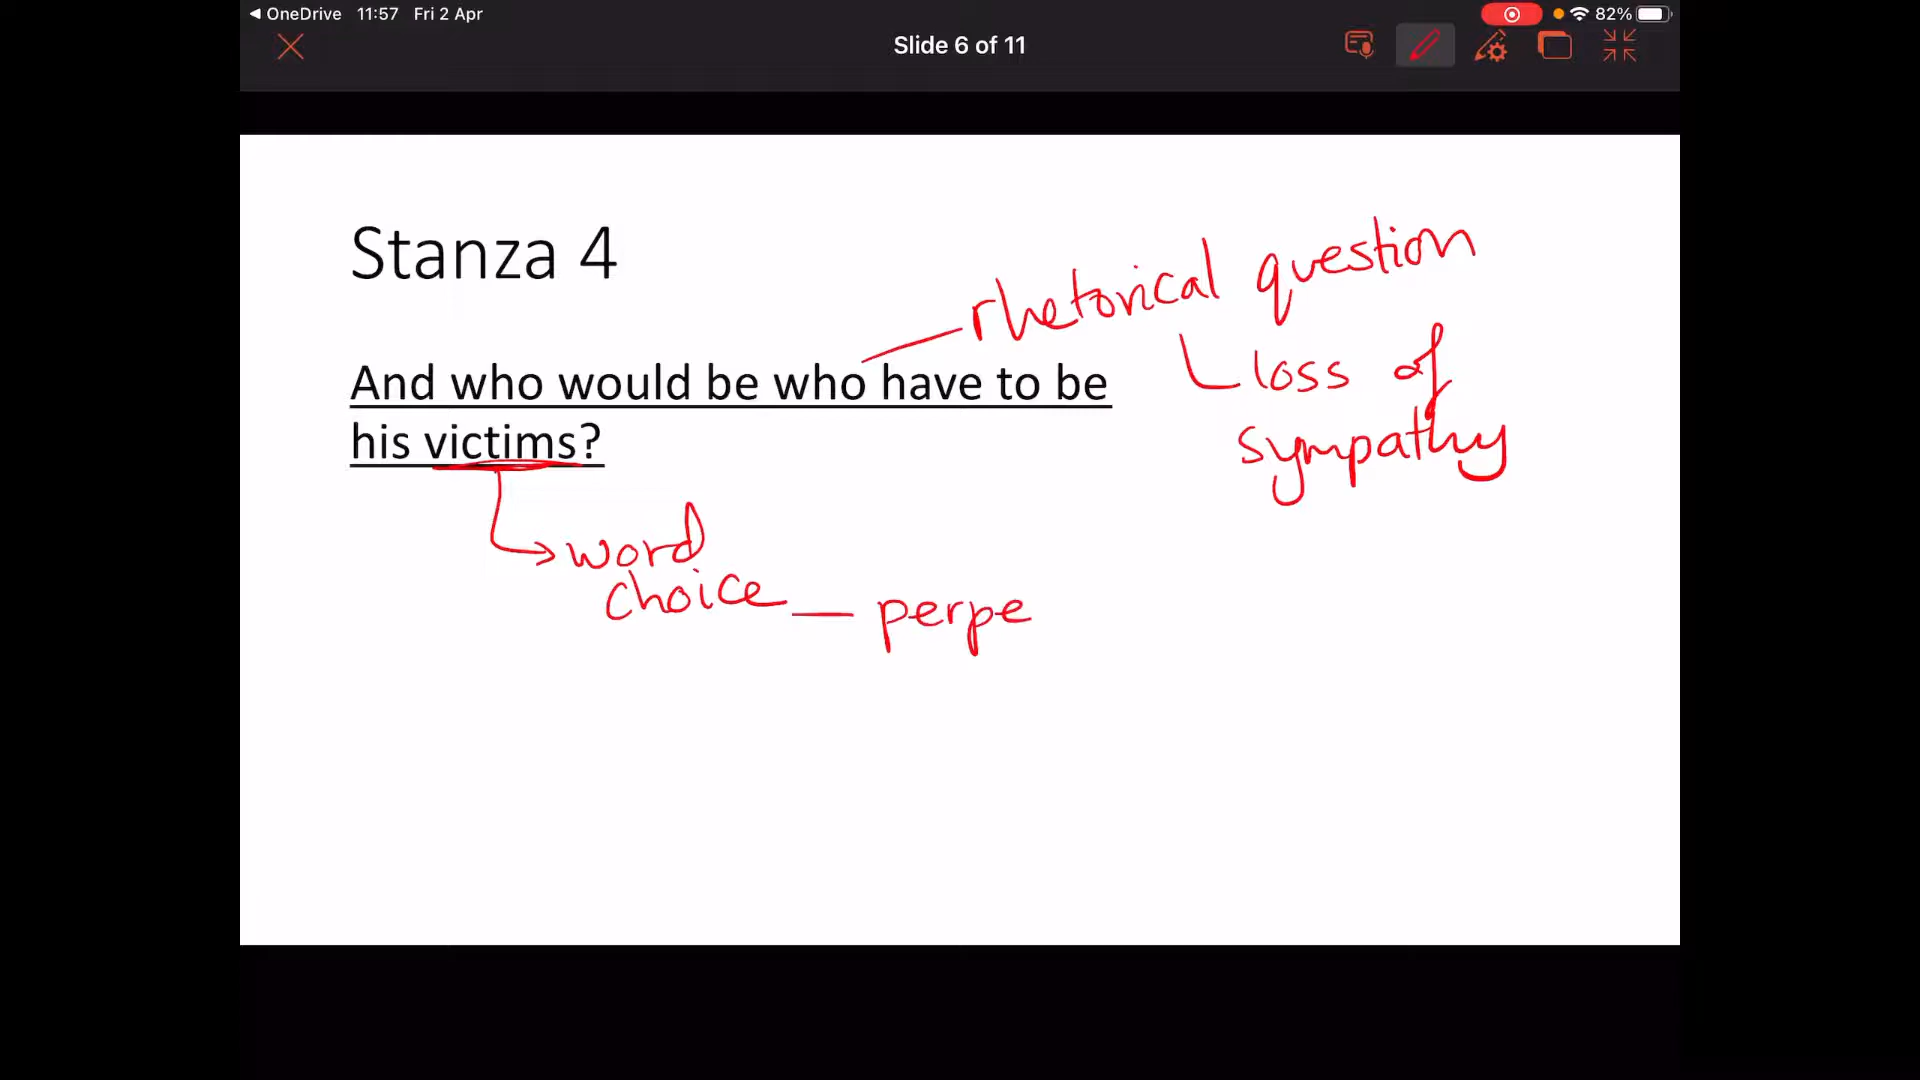 OneDrive 11:57 Fri 2 Apr 82%
Slide 6 of 11
Stanza 4
rhetorical question
And who would be who have to be
his victims?
loss of
sympathy
word
choice — perpe